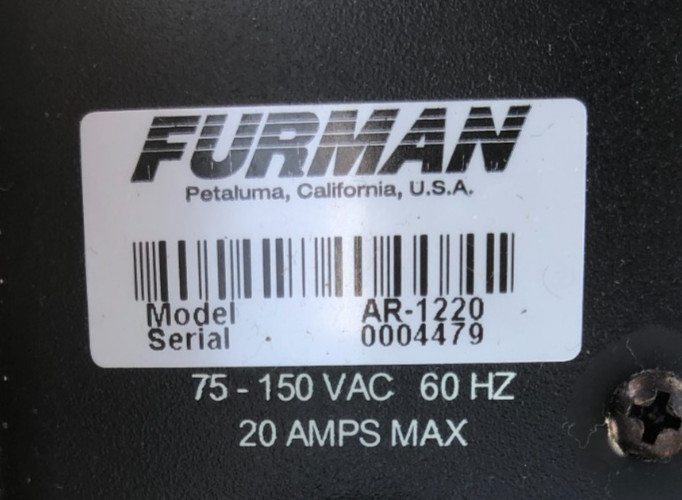 FURMAN
Petaluma, California, U.S.A.
Model AR-1220
Serial 0004479
75 - 150 VAC 60 HZ
20 AMPS MAX